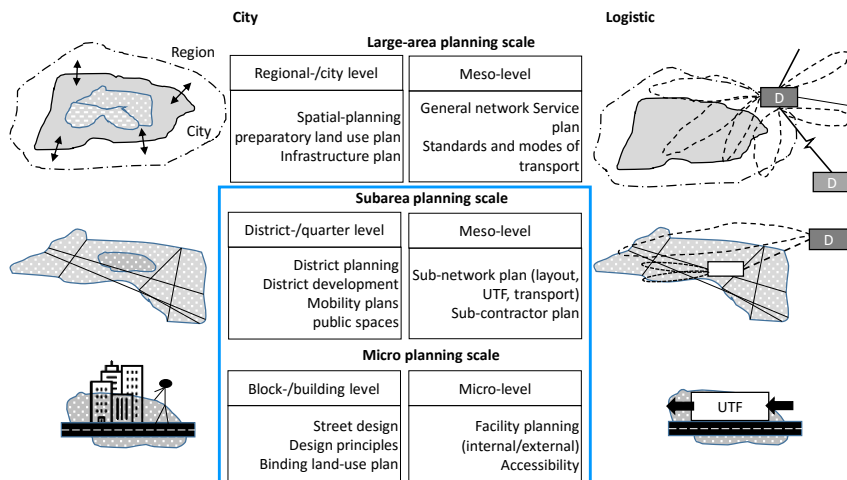 City
Logistic
Large-area planning scale
Region
City
Regional-/city level
Meso-level
Spatial-planning
preparatory land use plan
Infrastructure plan
General network Service
plan
Standards and modes of
transport
D
D
Subarea planning scale
District-/quarter level
Meso-level
District planning
District development
Mobility plans
public spaces
Sub-network plan (layout,
UTF, transport)
Sub-contractor plan
D
Micro planning scale
Block-/building level
Micro-level
Street design
Design principles
Binding land-use plan
Facility planning
(internal/external)
Accessibility
UTF